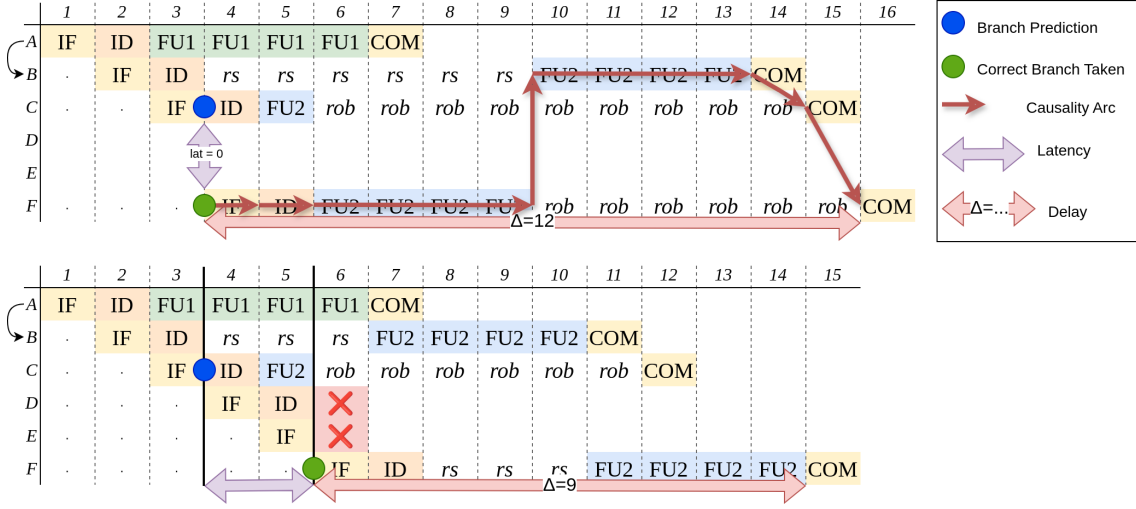 1 2 3 4 5 6 7 8 9 10 11 12 13 14 15 16
A IF ID FU1 FU1 FU1 FU1 COM
B . IF ID rs rs rs rs rs rs FU2 FU2 FU2 FU2 COM
C . . IF ID FU2 rob rob rob rob rob rob rob rob rob COM
D
lat = 0
E
F . . . IF ID FU2 FU2 FU2 FU2 rob rob rob rob rob rob COM
Δ=12
Branch Prediction
Correct Branch Taken
Causality Arc
Latency
Δ=... Delay
1 2 3 4 5 6 7 8 9 10 11 12 13 14 15
A IF ID FU1 FU1 FU1 FU1 COM
B . IF ID rs rs rs FU2 FU2 FU2 FU2 COM
C . . IF ID FU2 rob rob rob rob rob rob COM
D . . . IF ID
E . . . . IF
F . . . . . IF ID rs rs rs FU2 FU2 FU2 FU2 COM
Δ=9